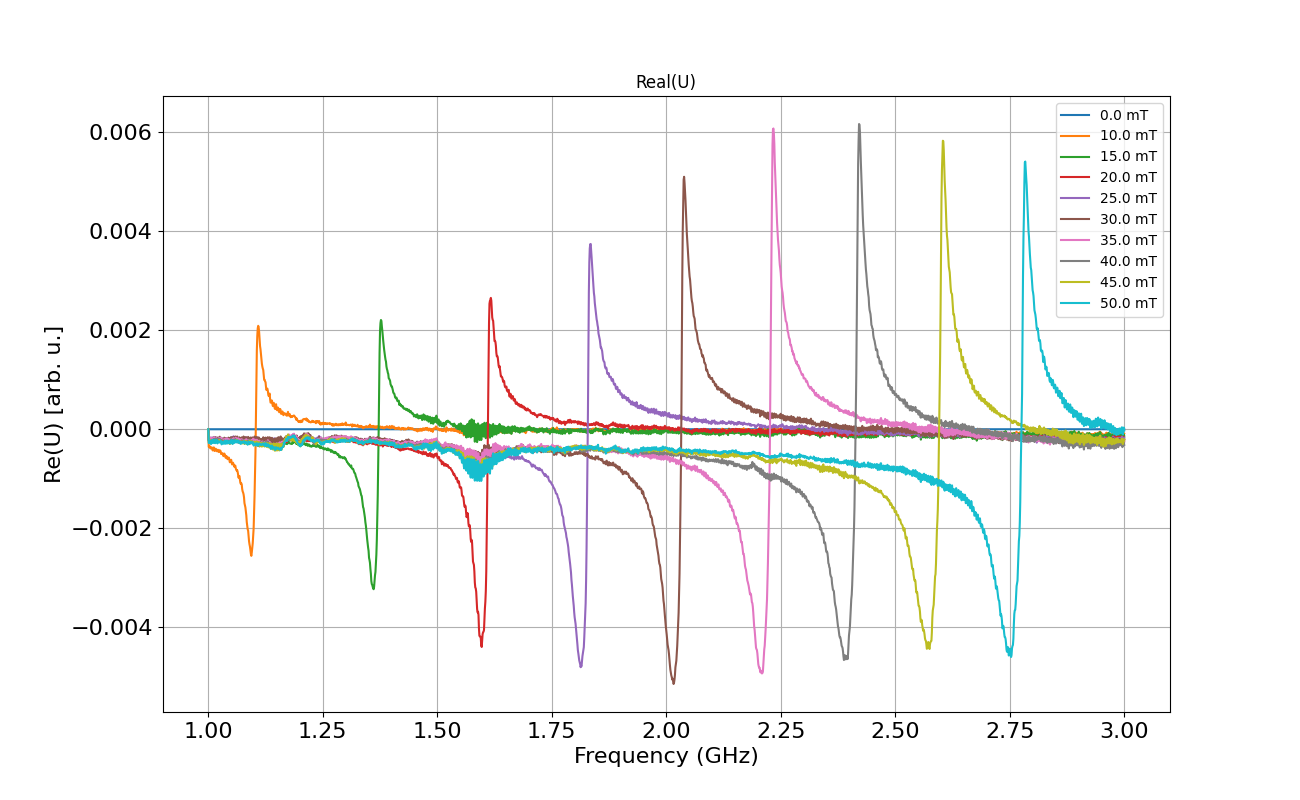 Real(U)
0.006
0.004
0.002
0.000
−0.002
−0.004
Re(U) [arb. u.]
1.00 1.25 1.50 1.75 2.00 2.25 2.50 2.75 3.00
Frequency (GHz)
0.0 mT
10.0 mT
15.0 mT
20.0 mT
25.0 mT
30.0 mT
35.0 mT
40.0 mT
45.0 mT
50.0 mT